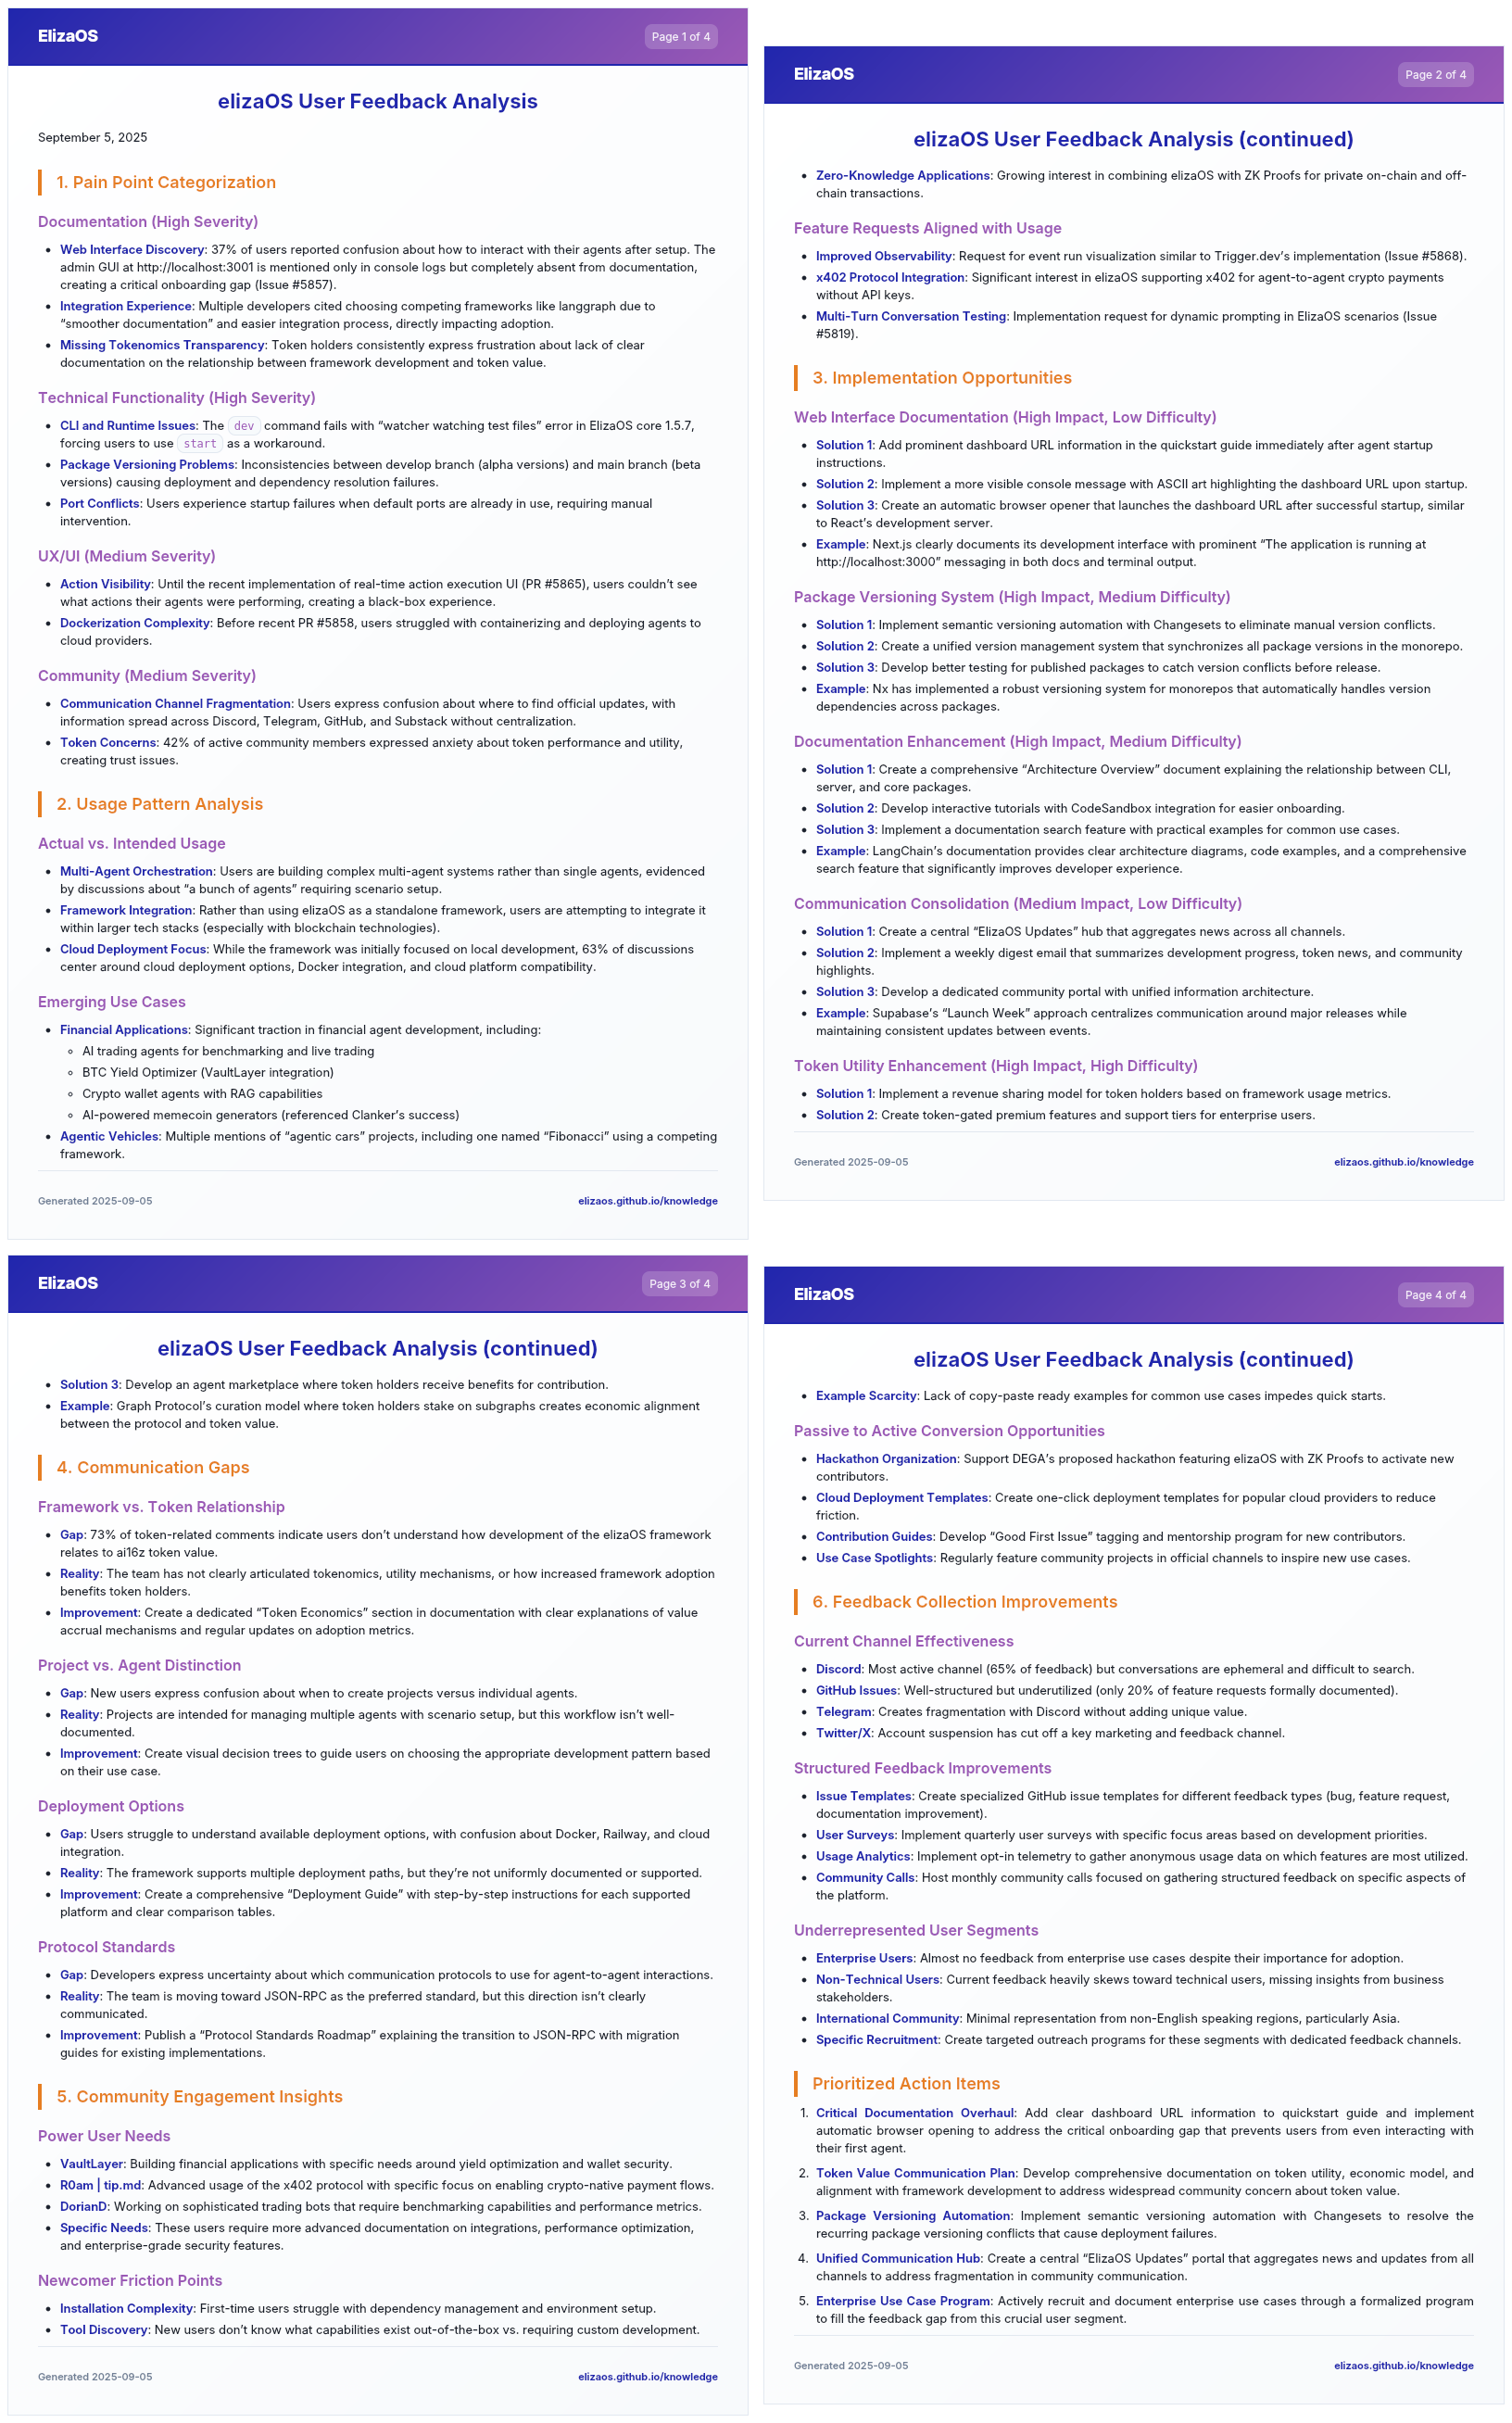 ElizaOS
Page 1 of 4
elizaOS User Feedback Analysis
September 5, 2025
1. Pain Point Categorization
Documentation (High Severity)
• Web Interface Discovery: 37% of users reported confusion about how to interact with their agents after setup. The
admin GUI at http://localhost:3001 is mentioned only in console logs but completely absent from documentation,
creating a critical onboarding gap (Issue #5857).
• Integration Experience: Multiple developers cited choosing competing frameworks like langgraph due to
“smoother documentation” and easier integration process, directly impacting adoption.
• Missing Tokenomics Transparency: Token holders consistently express frustration about lack of clear
documentation on the relationship between framework development and token value.
Technical Functionality (High Severity)
• CLI and Runtime Issues: The dev command fails with “watcher watching test files” error in ElizaOS core 1.5.7,
forcing users to use start as a workaround.
• Package Versioning Problems: Inconsistencies between develop branch (alpha versions) and main branch (beta
versions) causing deployment and dependency resolution failures.
• Port Conflicts: Users experience startup failures when default ports are already in use, requiring manual
intervention.
UX/UI (Medium Severity)
• Action Visibility: Until the recent implementation of real-time action execution UI (PR #5865), users couldn’t see
what actions their agents were performing, creating a black-box experience.
• Dockerization Complexity: Before recent PR #5858, users struggled with containerizing and deploying agents to
cloud providers.
Community (Medium Severity)
• Communication Channel Fragmentation: Users express confusion about where to find official updates, with
information spread across Discord, Telegram, GitHub, and Substack without centralization.
• Token Concerns: 42% of active community members expressed anxiety about token performance and utility,
creating trust issues.
2. Usage Pattern Analysis
Actual vs. Intended Usage
• Multi-Agent Orchestration: Users are building complex multi-agent systems rather than single agents, evidenced
by discussions about “a bunch of agents” requiring scenario setup.
• Framework Integration: Rather than using elizaOS as a standalone framework, users are attempting to integrate it
within larger tech stacks (especially with blockchain technologies).
• Cloud Deployment Focus: While the framework was initially focused on local development, 63% of discussions
center around cloud deployment options, Docker integration, and cloud platform compatibility.
Emerging Use Cases
• Financial Applications: Significant traction in financial agent development, including:
◦ AI trading agents for benchmarking and live trading
◦ BTC Yield Optimizer (VaultLayer integration)
◦ Crypto wallet agents with RAG capabilities
◦ AI-powered memecoin generators (referenced Clanker’s success)
• Agentic Vehicles: Multiple mentions of “agentic cars” projects, including one named “Fibonacci” using a competing
framework.
Generated 2025-09-05
elizaos.github.io/knowledge
ElizaOS
Page 2 of 4
elizaOS User Feedback Analysis (continued)
• Zero-Knowledge Applications: Growing interest in combining elizaOS with ZK Proofs for private on-chain and off-
chain transactions.
Feature Requests Aligned with Usage
• Improved Observability: Request for event run visualization similar to Trigger.dev’s implementation (Issue #5868).
• x402 Protocol Integration: Significant interest in elizaOS supporting x402 for agent-to-agent crypto payments
without API keys.
• Multi-Turn Conversation Testing: Implementation request for dynamic prompting in ElizaOS scenarios (Issue
#5819).
3. Implementation Opportunities
Web Interface Documentation (High Impact, Low Difficulty)
• Solution 1: Add prominent dashboard URL information in the quickstart guide immediately after agent startup
instructions.
• Solution 2: Implement a more visible console message with ASCII art highlighting the dashboard URL upon startup.
• Solution 3: Create an automatic browser opener that launches the dashboard URL after successful startup, similar
to React’s development server.
• Example: Next.js clearly documents its development interface with prominent “The application is running at
http://localhost:3000” messaging in both docs and terminal output.
Package Versioning System (High Impact, Medium Difficulty)
• Solution 1: Implement semantic versioning automation with Changesets to eliminate manual version conflicts.
• Solution 2: Create a unified version management system that synchronizes all package versions in the monorepo.
• Solution 3: Develop better testing for published packages to catch version conflicts before release.
• Example: Nx has implemented a robust versioning system for monorepos that automatically handles version
dependencies across packages.
Documentation Enhancement (High Impact, Medium Difficulty)
• Solution 1: Create a comprehensive “Architecture Overview” document explaining the relationship between CLI,
server, and core packages.
• Solution 2: Develop interactive tutorials with CodeSandbox integration for easier onboarding.
• Solution 3: Implement a documentation search feature with practical examples for common use cases.
• Example: LangChain’s documentation provides clear architecture diagrams, code examples, and a comprehensive
search feature that significantly improves developer experience.
Communication Consolidation (Medium Impact, Low Difficulty)
• Solution 1: Create a central “ElizaOS Updates” hub that aggregates news across all channels.
• Solution 2: Implement a weekly digest email that summarizes development progress, token news, and community
highlights.
• Solution 3: Develop a dedicated community portal with unified information architecture.
• Example: Supabase’s “Launch Week” approach centralizes communication around major releases while
maintaining consistent updates between events.
Token Utility Enhancement (High Impact, High Difficulty)
• Solution 1: Implement a revenue sharing model for token holders based on framework usage metrics.
• Solution 2: Create token-gated premium features and support tiers for enterprise users.
Generated 2025-09-05
elizaos.github.io/knowledge
ElizaOS
Page 3 of 4
elizaOS User Feedback Analysis (continued)
• Solution 3: Develop an agent marketplace where token holders receive benefits for contribution.
• Example: Graph Protocol’s curation model where token holders stake on subgraphs creates economic alignment
between the protocol and token value.
4. Communication Gaps
Framework vs. Token Relationship
• Gap: 73% of token-related comments indicate users don’t understand how development of the elizaOS framework
relates to ai16z token value.
• Reality: The team has not clearly articulated tokenomics, utility mechanisms, or how increased framework adoption
benefits token holders.
• Improvement: Create a dedicated “Token Economics” section in documentation with clear explanations of value
accrual mechanisms and regular updates on adoption metrics.
Project vs. Agent Distinction
• Gap: New users express confusion about when to create projects versus individual agents.
• Reality: Projects are intended for managing multiple agents with scenario setup, but this workflow isn’t well-
documented.
• Improvement: Create visual decision trees to guide users on choosing the appropriate development pattern based
on their use case.
Deployment Options
• Gap: Users struggle to understand available deployment options, with confusion about Docker, Railway, and cloud
integration.
• Reality: The framework supports multiple deployment paths, but they’re not uniformly documented or supported.
• Improvement: Create a comprehensive “Deployment Guide” with step-by-step instructions for each supported
platform and clear comparison tables.
Protocol Standards
• Gap: Developers express uncertainty about which communication protocols to use for agent-to-agent interactions.
• Reality: The team is moving toward JSON-RPC as the preferred standard, but this direction isn’t clearly
communicated.
• Improvement: Publish a “Protocol Standards Roadmap” explaining the transition to JSON-RPC with migration
guides for existing implementations.
5. Community Engagement Insights
Power User Needs
• VaultLayer: Building financial applications with specific needs around yield optimization and wallet security.
• R0am | tip.md: Advanced usage of the x402 protocol with specific focus on enabling crypto-native payment flows.
• DorianD: Working on sophisticated trading bots that require benchmarking capabilities and performance metrics.
• Specific Needs: These users require more advanced documentation on integrations, performance optimization,
and enterprise-grade security features.
Newcomer Friction Points
• Installation Complexity: First-time users struggle with dependency management and environment setup.
• Tool Discovery: New users don’t know what capabilities exist out-of-the-box vs. requiring custom development.
Generated 2025-09-05
elizaos.github.io/knowledge
ElizaOS
Page 4 of 4
elizaOS User Feedback Analysis (continued)
• Example Scarcity: Lack of copy-paste ready examples for common use cases impedes quick starts.
Passive to Active Conversion Opportunities
• Hackathon Organization: Support DEGA’s proposed hackathon featuring elizaOS with ZK Proofs to activate new
contributors.
• Cloud Deployment Templates: Create one-click deployment templates for popular cloud providers to reduce
friction.
• Contribution Guides: Develop “Good First Issue” tagging and mentorship program for new contributors.
• Use Case Spotlights: Regularly feature community projects in official channels to inspire new use cases.
6. Feedback Collection Improvements
Current Channel Effectiveness
• Discord: Most active channel (65% of feedback) but conversations are ephemeral and difficult to search.
• GitHub Issues: Well-structured but underutilized (only 20% of feature requests formally documented).
• Telegram: Creates fragmentation with Discord without adding unique value.
• Twitter/X: Account suspension has cut off a key marketing and feedback channel.
Structured Feedback Improvements
• Issue Templates: Create specialized GitHub issue templates for different feedback types (bug, feature request,
documentation improvement).
• User Surveys: Implement quarterly user surveys with specific focus areas based on development priorities.
• Usage Analytics: Implement opt-in telemetry to gather anonymous usage data on which features are most utilized.
• Community Calls: Host monthly community calls focused on gathering structured feedback on specific aspects of
the platform.
Underrepresented User Segments
• Enterprise Users: Almost no feedback from enterprise use cases despite their importance for adoption.
• Non-Technical Users: Current feedback heavily skews toward technical users, missing insights from business
stakeholders.
• International Community: Minimal representation from non-English speaking regions, particularly Asia.
• Specific Recruitment: Create targeted outreach programs for these segments with dedicated feedback channels.
Prioritized Action Items
1. Critical Documentation Overhaul: Add clear dashboard URL information to quickstart guide and implement
automatic browser opening to address the critical onboarding gap that prevents users from even interacting with
their first agent.
2. Token Value Communication Plan: Develop comprehensive documentation on token utility, economic model, and
alignment with framework development to address widespread community concern about token value.
3. Package Versioning Automation: Implement semantic versioning automation with Changesets to resolve the
recurring package versioning conflicts that cause deployment failures.
4. Unified Communication Hub: Create a central “ElizaOS Updates” portal that aggregates news and updates from all
channels to address fragmentation in community communication.
5. Enterprise Use Case Program: Actively recruit and document enterprise use cases through a formalized program
to fill the feedback gap from this crucial user segment.
Generated 2025-09-05
elizaos.github.io/knowledge